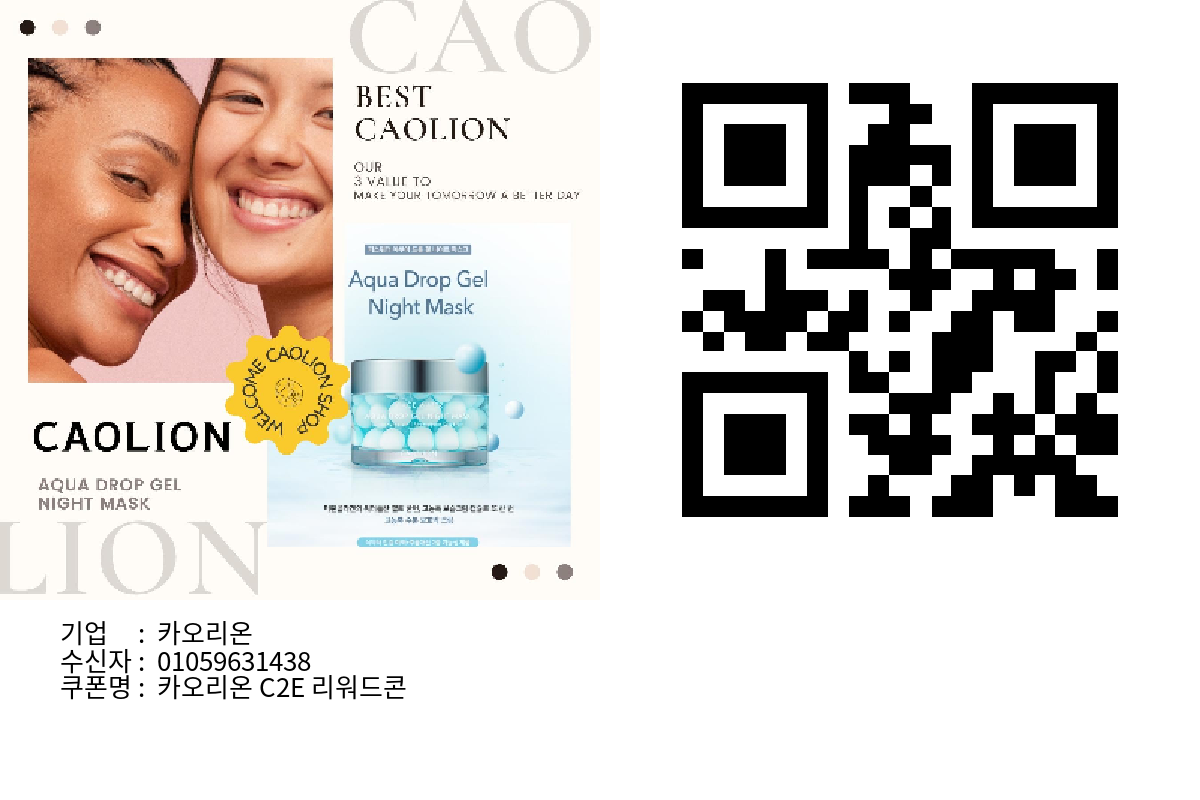 CAO
BEST
CAOLION
OUR
3 VALUE TO
MAKE YOUR TOMORROW A BETTER DAY
Aqua Drop Gel
Night Mask
WELCOME CAOLION SHOP
CAOLION
AQUA DROP GEL
NIGHT MASK
LION
기업 : 카오리온
수신자 : 01059631438
쿠폰명 : 카오리온 C2E 리워드콘